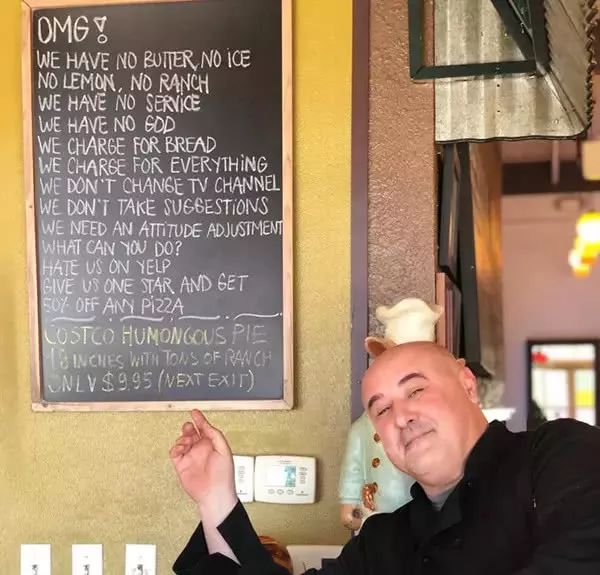 OMG!
WE HAVE NO BUTTER, NO ICE
NO LEMON, NO RANCH
WE HAVE NO SERVICE
WE HAVE NO GOD
WE CHARGE FOR BREAD
WE CHARGE FOR EVERYTHING
WE DON'T CHANGE TV CHANNEL
WE DON'T TAKE SUGGESTIONS
WE NEED AN ATTITUDE ADJUSTMENT
WHAT CAN YOU DO?
HATE US ON YELP
GIVE US ONE STAR AND GET
50% OFF ANY PIZZA
COSTCO HUMONGOUS PIE
18 INCHES WITH TONS OF RANCH
ONLY $9.95 (NEXT EXIT)